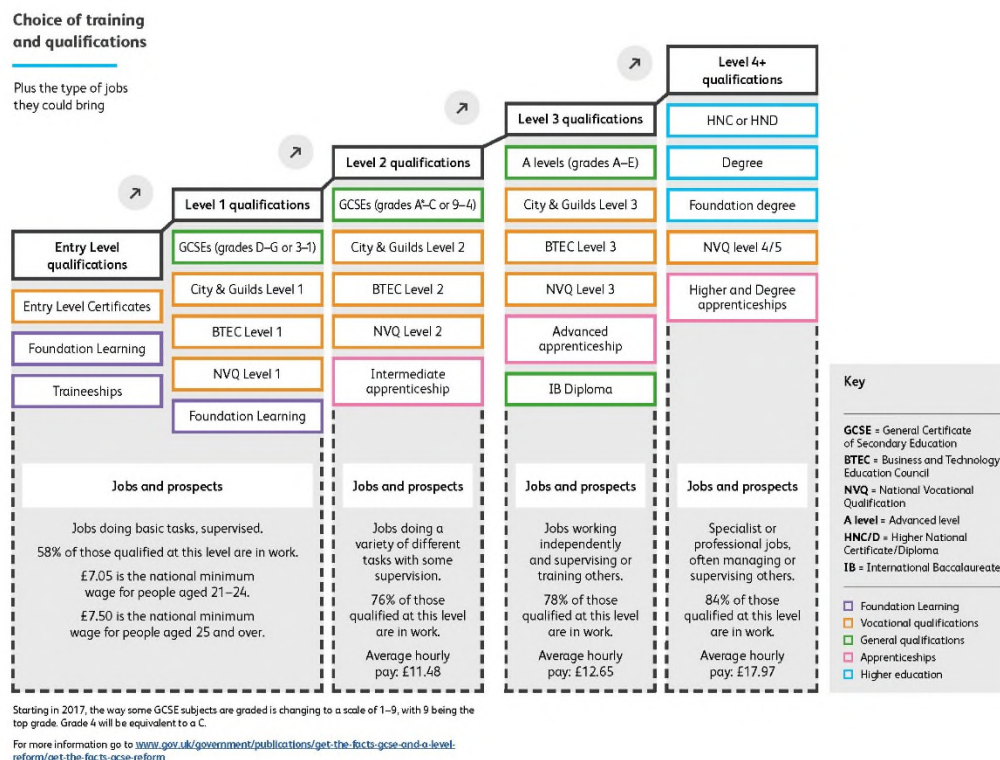 Choice of training
and qualifications
Plus the type of jobs
they could bring
Entry Level
qualifications
Entry Level Certificates
Foundation Learning
Traineeships
Level 1 qualifications
GCSEs (grades D–G or 3–1)
City & Guilds Level 1
BTEC Level 1
NVQ Level 1
Foundation Learning
Jobs and prospects
Jobs doing basic tasks, supervised.
58% of those qualified at this level are in work.
£7.05 is the national minimum
wage for people aged 21–24.
£7.50 is the national minimum
wage for people aged 25 and over.
Level 2 qualifications
GCSEs (grades A*–C or 9–4)
City & Guilds Level 2
BTEC Level 2
NVQ Level 2
Intermediate
apprenticeship
Jobs and prospects
Jobs doing a
variety of different
tasks with some
supervision.
76% of those
qualified at this level
are in work.
Average hourly
pay: £11.48
Level 3 qualifications
A levels (grades A–E)
City & Guilds Level 3
BTEC Level 3
NVQ Level 3
Advanced
apprenticeship
IB Diploma
Jobs and prospects
Jobs working
independently
and supervising or
training others.
78% of those
qualified at this level
are in work.
Average hourly
pay: £12.65
Level 4+
qualifications
HNC or HND
Degree
Foundation degree
NVQ level 4/5
Higher and Degree
apprenticeships
Jobs and prospects
Specialist or
professional jobs,
often managing or
supervising others.
84% of those
qualified at this level
are in work.
Average hourly
pay: £17.97
Key
GCSE = General Certificate
of Secondary Education
BTEC = Business and Technology
Education Council
NVQ = National Vocational
Qualification
A level = Advanced level
HNC/D = Higher National
Certificate/Diploma
IB = International Baccalaureate
Foundation Learning
Vocational qualifications
General qualifications
Apprenticeships
Higher education
Starting in 2017, the way some GCSE subjects are graded is changing to a scale of 1–9, with 9 being the
top grade. Grade 4 will be equivalent to a C.
For more information go to www.gov.uk/government/publications/get-the-facts-gcse-and-a-level-
reform/get-the-facts-gcse-reform